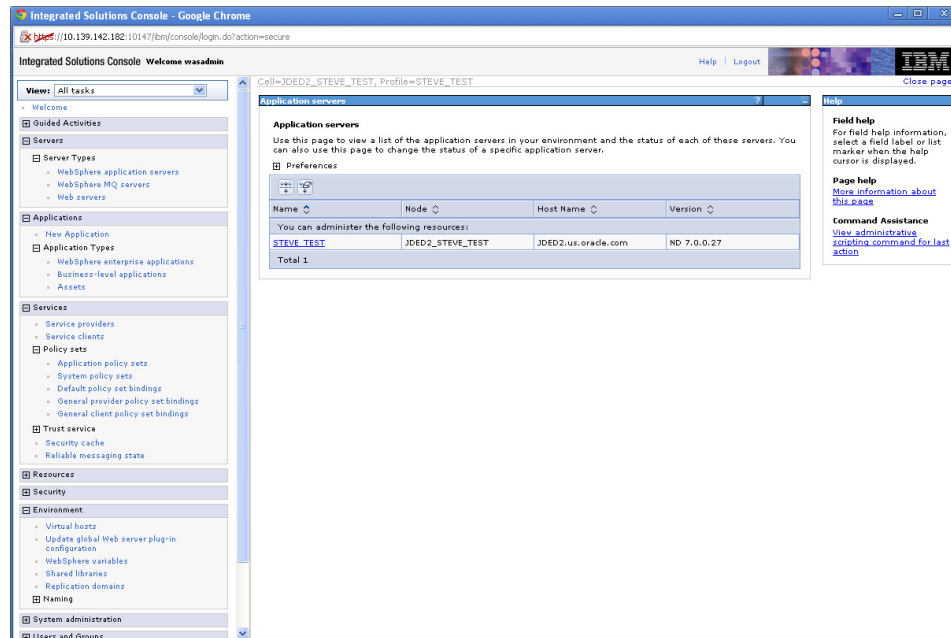 Integrated Solutions Console - Google Chrome
https://10.139.142.182:10147/ibm/console/login.do?action=secure
Integrated Solutions Console Welcome wasadmin
Help | Logout
IBM
View: All tasks
Welcome
Guided Activities
Servers
Server Types
WebSphere application servers
WebSphere MQ servers
Web servers
Applications
New Application
Application Types
WebSphere enterprise applications
Business-level applications
Assets
Services
Service providers
Service clients
Policy sets
Application policy sets
System policy sets
Default policy set bindings
General provider policy set bindings
General client policy set bindings
Trust service
Security cache
Reliable messaging state
Resources
Security
Environment
Virtual hosts
Update global Web server plug-in
configuration
WebSphere variables
Shared libraries
Replication domains
Naming
System administration
Users and Groups
Cell=JDED2_STEVE_TEST, Profile=STEVE_TEST
Close page
Application servers
?
Application servers
Use this page to view a list of the application servers in your environment and the status of each of these servers. You
can also use this page to change the status of a specific application server.
Preferences
Name Node Host Name Version
You can administer the following resources:
STEVE_TEST JDED2_STEVE_TEST JDED2.us.oracle.com ND 7.0.0.27
Total 1
Help
Field help
For field help information,
select a field label or list
marker when the help
cursor is displayed.
Page help
More information about
this page
Command Assistance
View administrative
scripting command for last
action